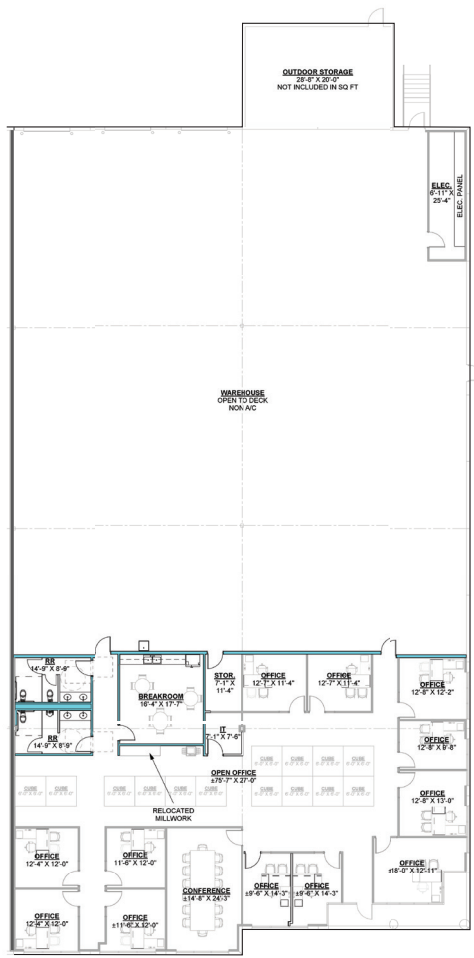 OUTDOOR STORAGE
28'-8" X 20'-0"
NOT INCLUDED IN SQ FT
ELEC.
6'-11" X
25'-4"
ELEC. PANEL
WAREHOUSE
OPEN TO DECK
NON A/C
RR
14'-9" X 8'-9"
BREAKROOM
16'-4" X 17'-7"
STOR.
7'-1" X
11'-4"
OFFICE
12'-7" X 11'-4"
OFFICE
12'-7" X 11'-4"
OFFICE
12'-8" X 12'-2"
RR
14'-9" X 8'-9"
IT
7'-1" X 7'-6"
OFFICE
12'-8" X 9'-8"
CUBE
CUBE
CUBE
CUBE
OPEN OFFICE
±75'-7" X 27'-0"
CUBE
CUBE
CUBE
CUBE
CUBE
CUBE
CUBE
CUBE
CUBE
CUBE
OFFICE
12'-8" X 13'-0"
RELOCATED
MILLWORK
OFFICE
12'-4" X 12'-0"
OFFICE
11'-6" X 12'-0"
OFFICE
±18'-0" X 12'-11"
CONFERENCE
±14'-8" X 24'-3"
OFFICE
±9'-6" X 14'-3"
OFFICE
±9'-6" X 14'-3"
OFFICE
12'-4" X 12'-0"
OFFICE
±11'-6" X 12'-0"